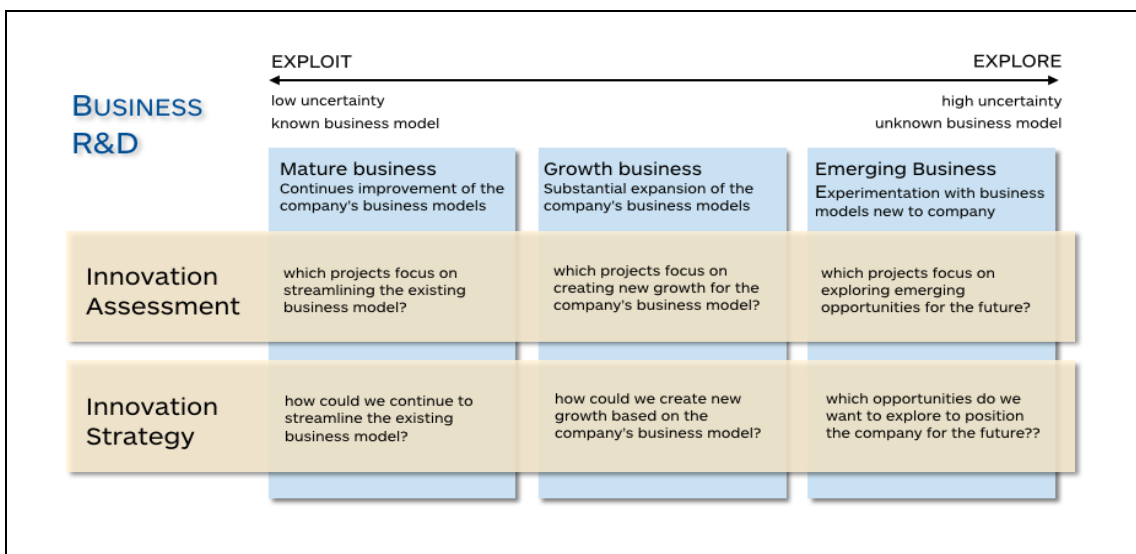 EXPLOIT
EXPLORE
BUSINESS
R&D
low uncertainty
known business model
high uncertainty
unknown business model
Mature business
Continues improvement of the
company's business models
Growth business
Substantial expansion of the
company's business models
Emerging Business
Experimentation with business
models new to company
Innovation
Assessment
which projects focus on
streamlining the existing
business model?
which projects focus on
creating new growth for the
company's business model?
which projects focus on
exploring emerging
opportunities for the future?
Innovation
Strategy
how could we continue to
streamline the existing
business model?
how could we create new
growth based on the
company's business model?
which opportunities do we
want to explore to position
the company for the future??